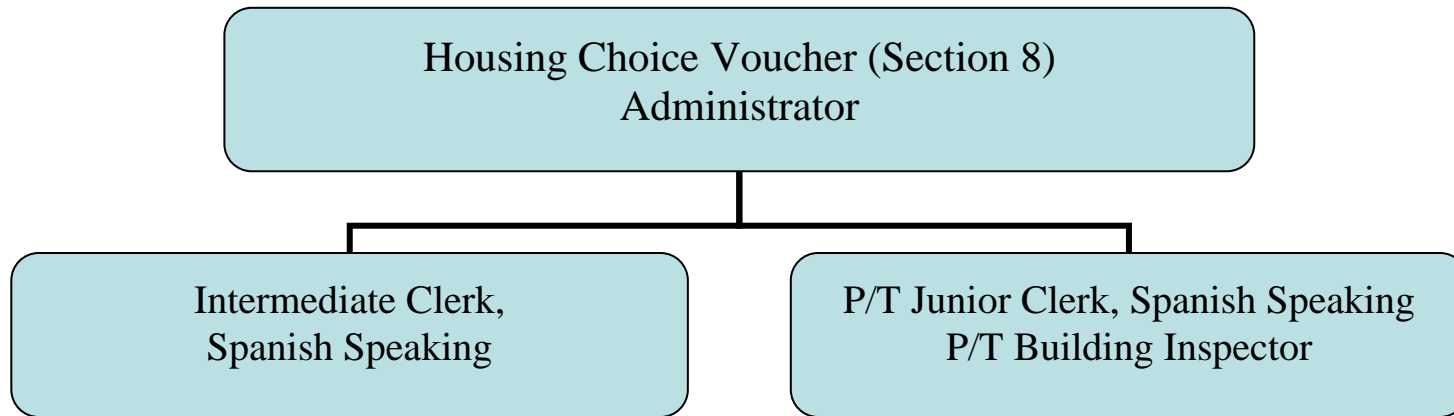 Housing Choice Voucher (Section 8)
Administrator
Intermediate Clerk,
Spanish Speaking
P/T Junior Clerk, Spanish Speaking
P/T Building Inspector